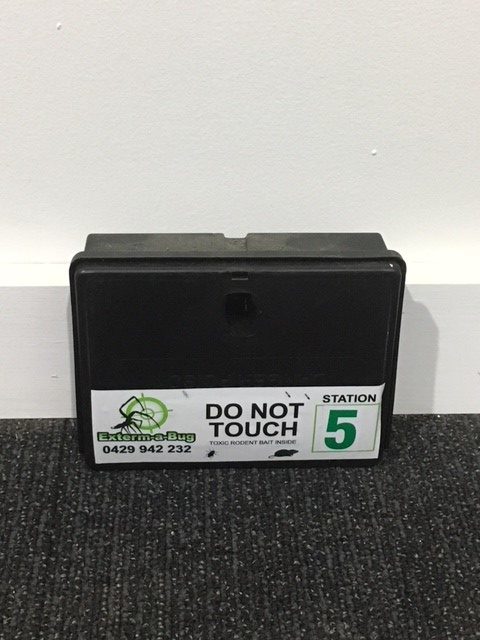 Exterm-a-Bug
0429 942 232
DO NOT
TOUCH
TOXIC RODENT BAIT INSIDE
STATION
5